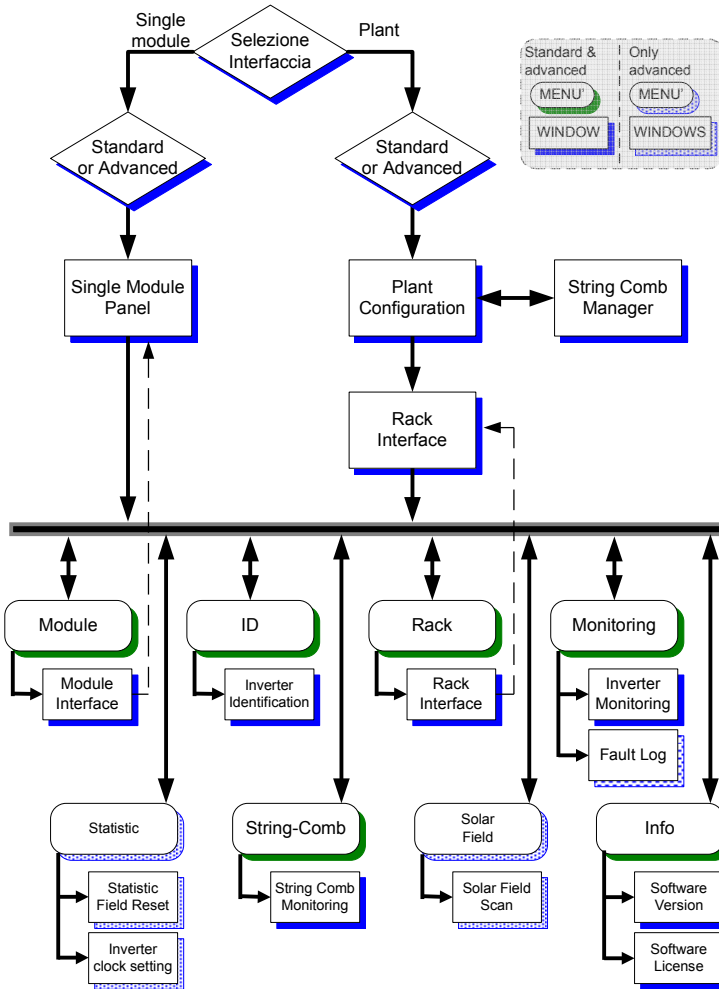 Single
module
Selezione
Interfaccia
Plant
Standard &
advanced
Only
advanced
MENU'
MENU'
WINDOW
WINDOWS
Standard
or Advanced
Standard
or Advanced
Single Module
Panel
Plant
Configuration
String Comb
Manager
Rack
Interface
Module
ID
Rack
Monitoring
Module
Interface
Inverter
Identification
Rack
Interface
Inverter
Monitoring
Fault Log
Statistic
String-Comb
Solar
Field
Info
Statistic
Field Reset
String Comb
Monitoring
Solar Field
Scan
Software
Version
Inverter
clock setting
Software
License